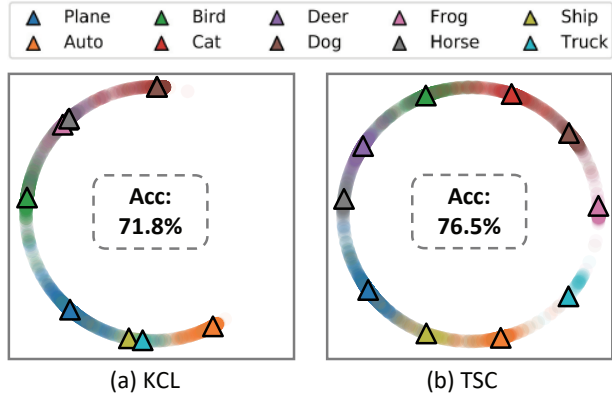 Plane Bird Deer Frog Ship
Auto Cat Dog Horse Truck
Acc:
71.8%
Acc:
76.5%
(a) KCL
(b) TSC